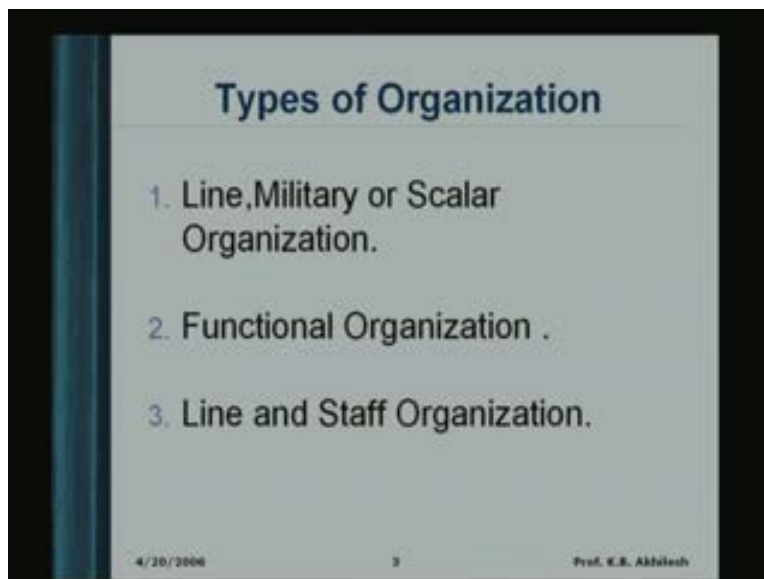 Types of Organization
1. Line,Military or Scalar
Organization.
2. Functional Organization .
3. Line and Staff Organization.
4/20/2006 3 Prof. K.B. Akhilesh